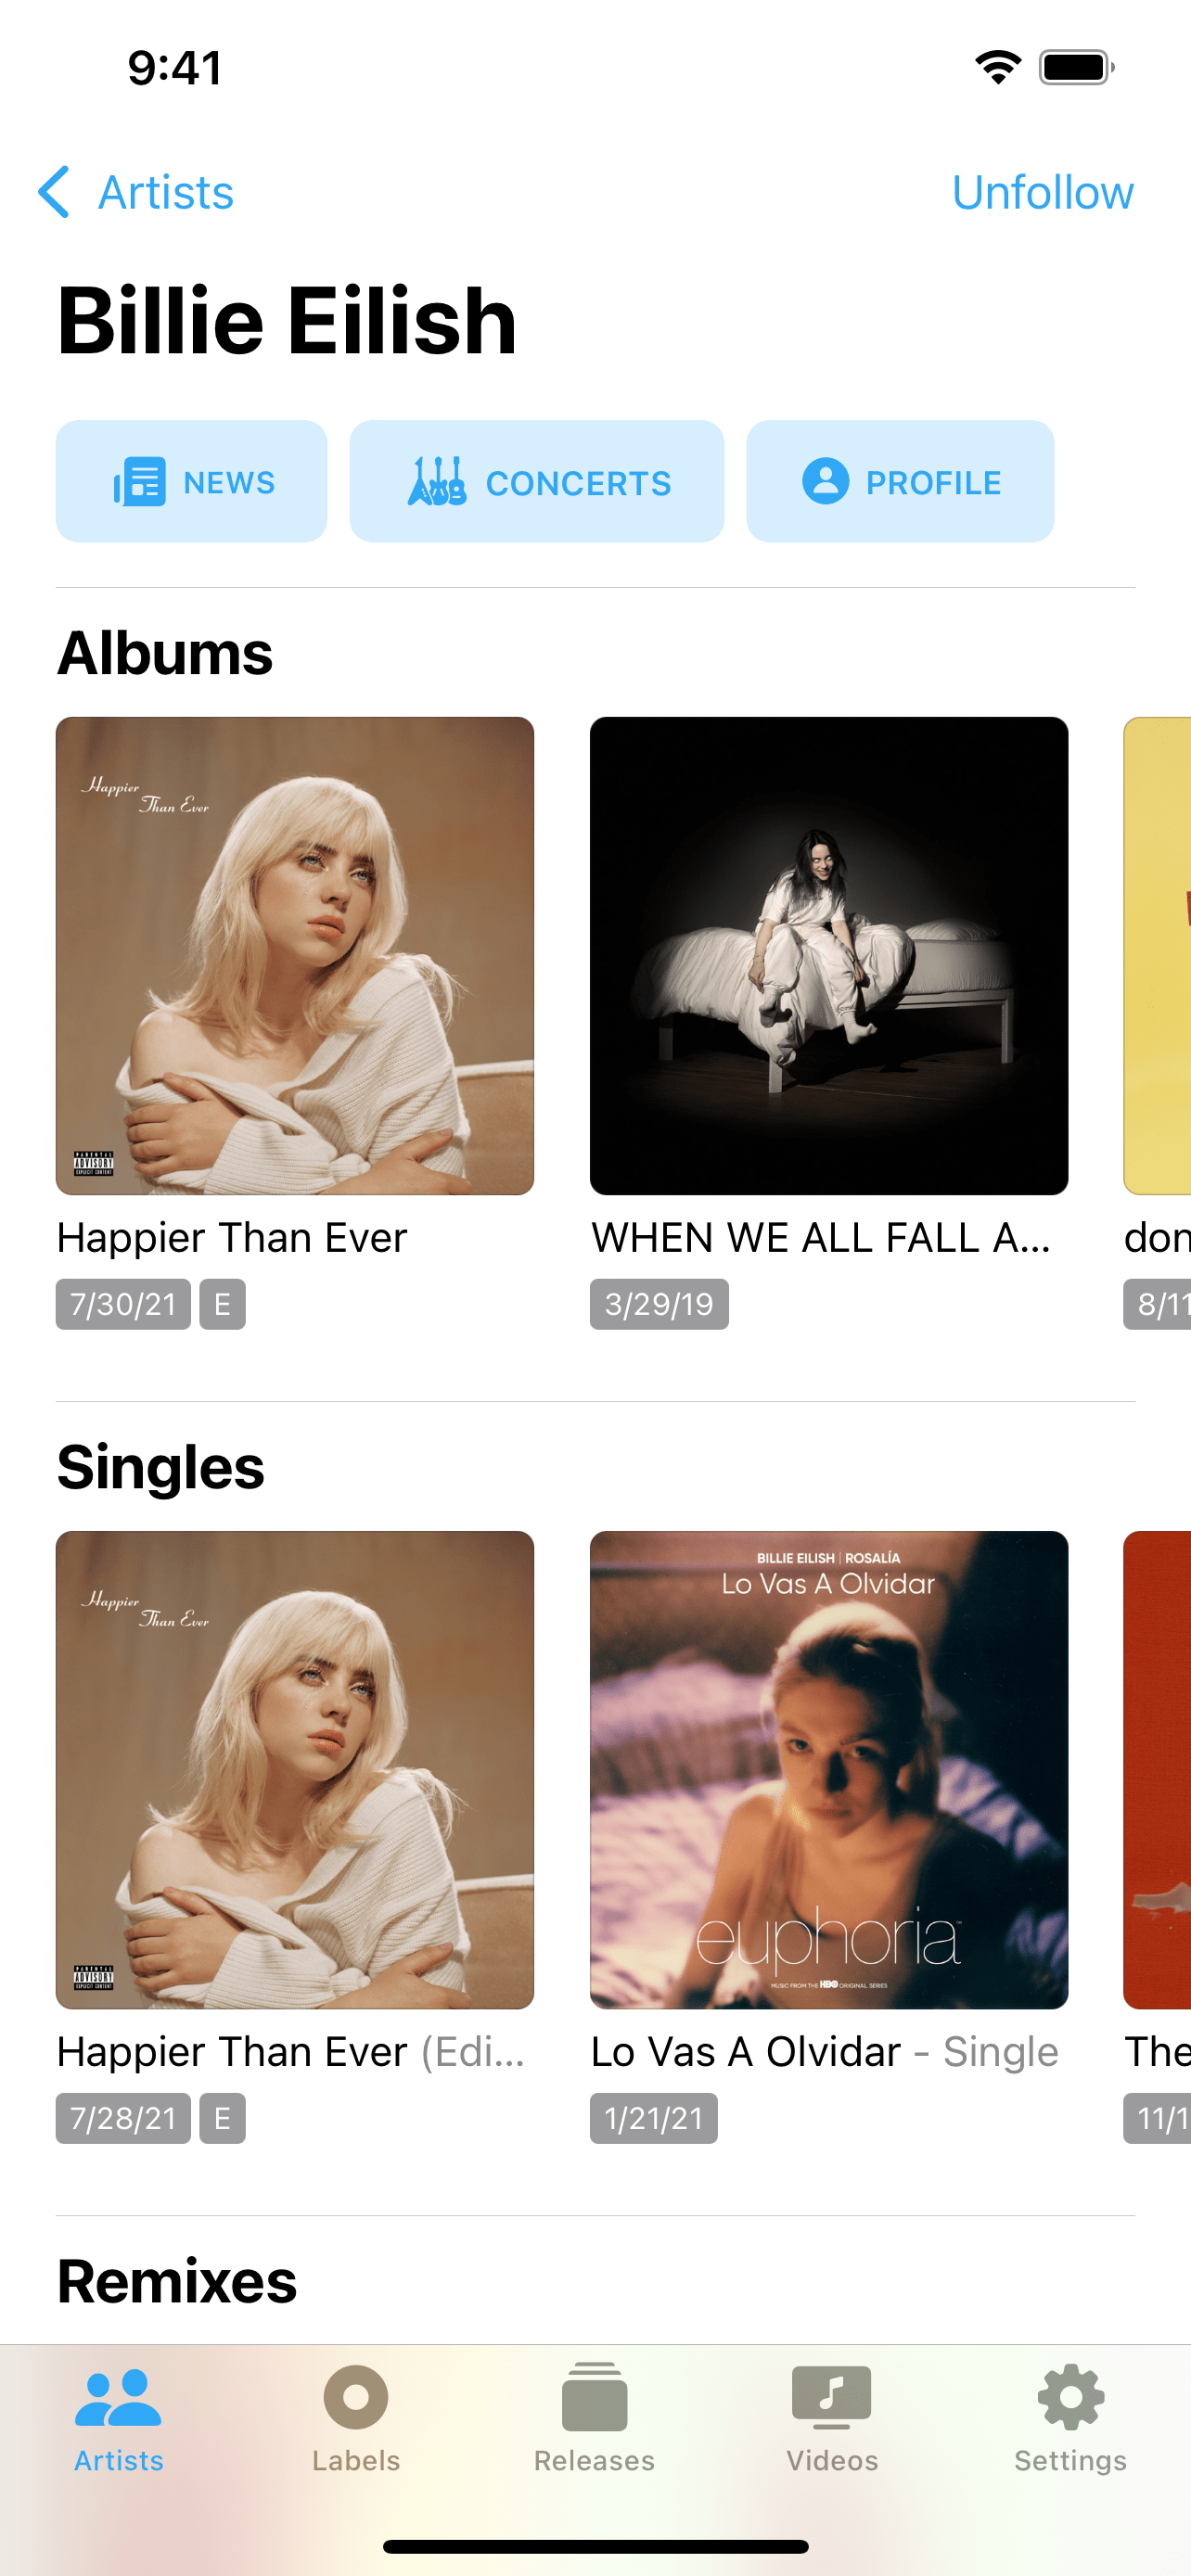 9:41
Artists
Unfollow
Billie Eilish
NEWS
CONCERTS
PROFILE
Albums
Happier
Than Ever
PARENTAL
ADVISORY
EXPLICIT CONTENT
Happier Than Ever
WHEN WE ALL FALL A...
don
7/30/21
E
3/29/19
8/11
Singles
Happier
Than Ever
PARENTAL
ADVISORY
EXPLICIT CONTENT
BILLIE EILISH | ROSALÍA
Lo Vas A Olvidar
euphoria
MUSIC FROM THE HBO ORIGINAL SERIES
Happier Than Ever (Edi...
Lo Vas A Olvidar - Single
The
7/28/21
E
1/21/21
11/1
Remixes
Artists
Labels
Releases
Videos
Settings